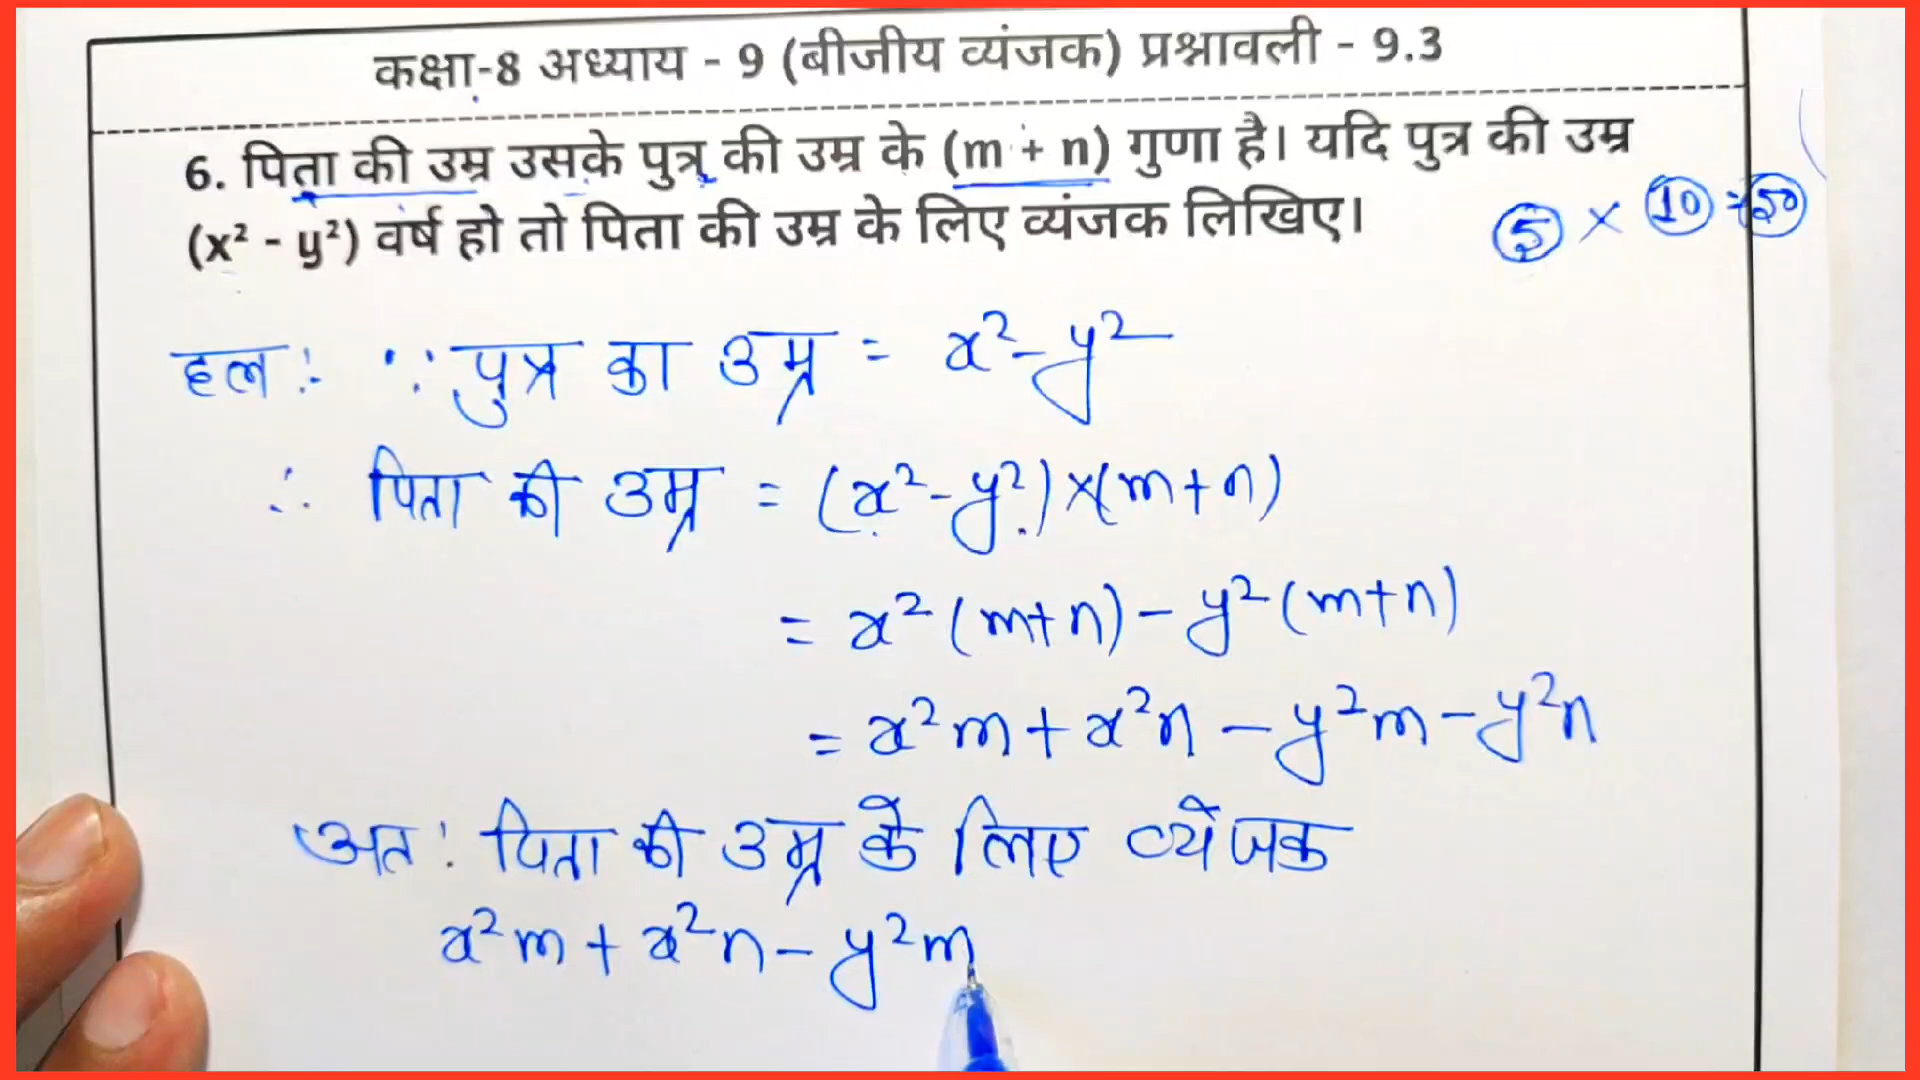 कक्षा-8 अध्याय - 9 (बीजीय व्यंजक) प्रश्नावली - 9.3
6. पिता की उम्र उसके पुत्र की उम्र के (m + n) गुणा है। यदि पुत्र की उम्र
(x² - y²) वर्ष हो तो पिता की उम्र के लिए व्यंजक लिखिए।
5 × 10 = 50
हल :- ∵ पुत्र का उम्र = x² - y²
∴ पिता की उम्र = (x² - y²) × (m + n)
= x² (m + n) - y² (m + n)
= x²m + x²n - y²m - y²n
अतः पिता की उम्र के लिए व्यंजक
x²m + x²n - y²m